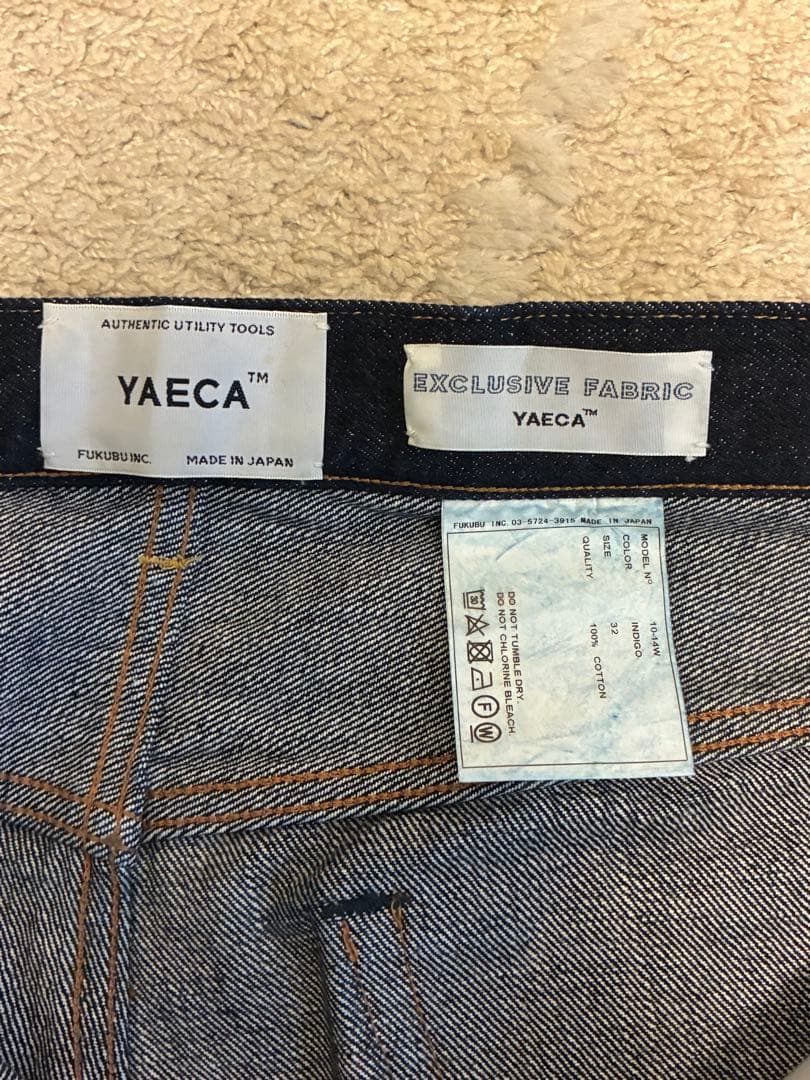 AUTHENTIC UTILITY TOOLS
YAECA™
FUKUBU INC. MADE IN JAPAN
EXCLUSIVE FABRIC
YAECA™
FUKUBU INC. 03-5724-3915 MADE IN JAPAN
MODEL Nº 10-14W
COLOR INDIGO
SIZE 32
QUALITY 100% COTTON
DO NOT TUMBLE DRY.
DO NOT CHLORINE BLEACH.
30 F W